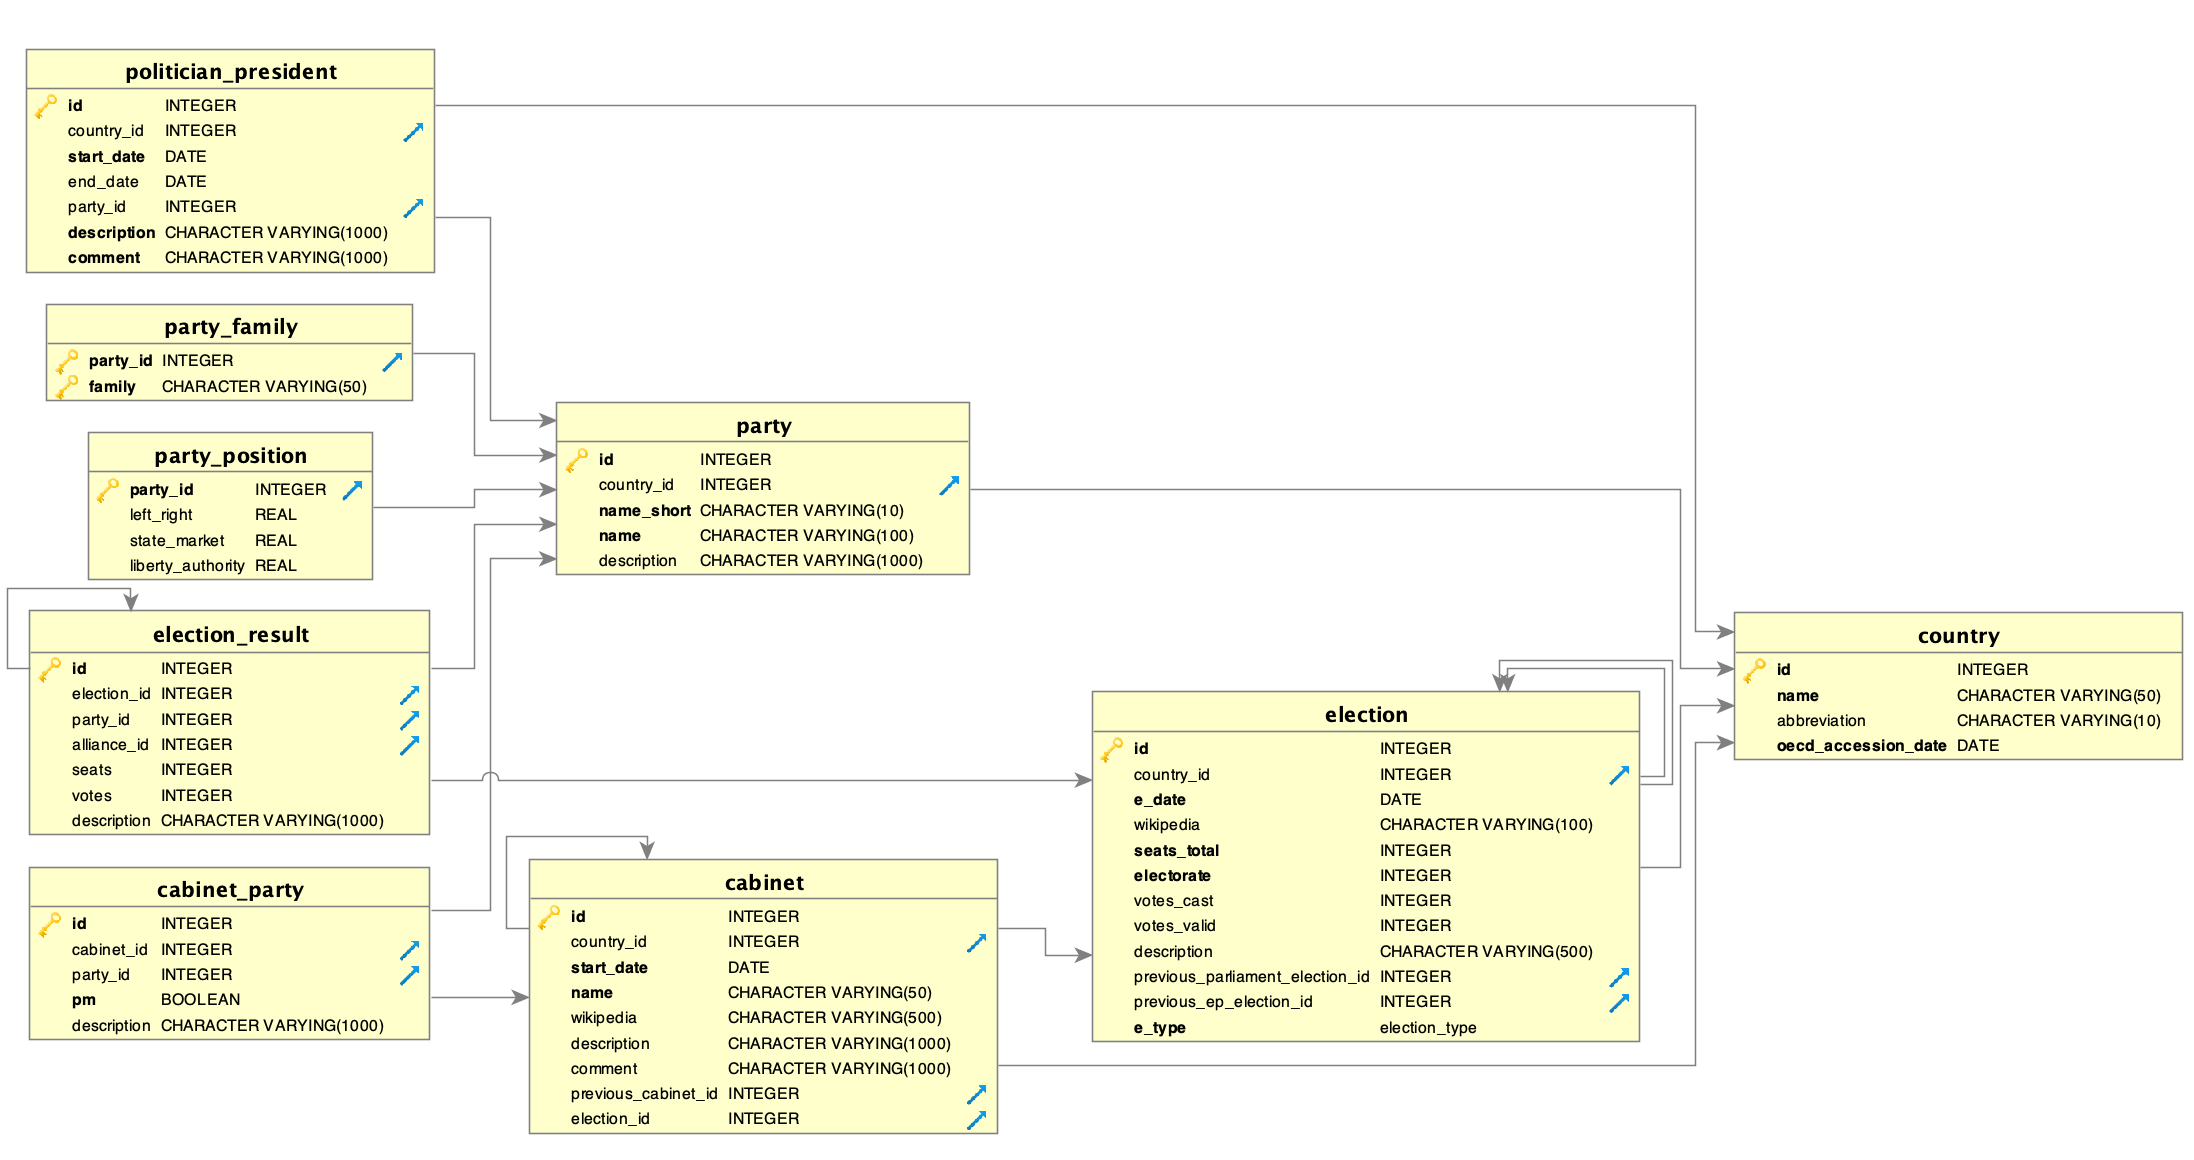 politician_president
id INTEGER
country_id INTEGER
start_date DATE
end_date DATE
party_id INTEGER
description CHARACTER VARYING(1000)
comment CHARACTER VARYING(1000)
party_family
party_id INTEGER
family CHARACTER VARYING(50)
party_position
party_id INTEGER
left_right REAL
state_market REAL
liberty_authority REAL
election_result
id INTEGER
election_id INTEGER
party_id INTEGER
alliance_id INTEGER
seats INTEGER
votes INTEGER
description CHARACTER VARYING(1000)
cabinet_party
id INTEGER
cabinet_id INTEGER
party_id INTEGER
pm BOOLEAN
description CHARACTER VARYING(1000)
party
id INTEGER
country_id INTEGER
name_short CHARACTER VARYING(10)
name CHARACTER VARYING(100)
description CHARACTER VARYING(1000)
cabinet
id INTEGER
country_id INTEGER
start_date DATE
name CHARACTER VARYING(50)
wikipedia CHARACTER VARYING(500)
description CHARACTER VARYING(1000)
comment CHARACTER VARYING(1000)
previous_cabinet_id INTEGER
election_id INTEGER
election
id INTEGER
country_id INTEGER
e_date DATE
wikipedia CHARACTER VARYING(100)
seats_total INTEGER
electorate INTEGER
votes_cast INTEGER
votes_valid INTEGER
description CHARACTER VARYING(500)
previous_parliament_election_id INTEGER
previous_ep_election_id INTEGER
e_type election_type
country
id INTEGER
name CHARACTER VARYING(50)
abbreviation CHARACTER VARYING(10)
oecd_accession_date DATE